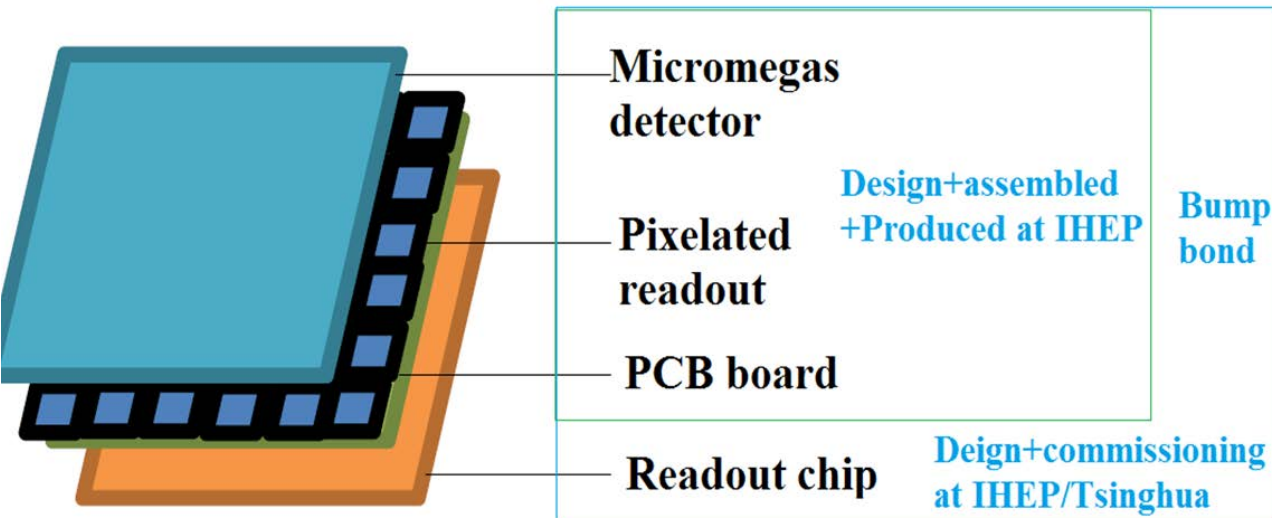 Micromegas
detector
Design+assembled
+Produced at IHEP
Bump
bond
Pixelated
readout
PCB board
Readout chip
Deign+commissioning
at IHEP/Tsinghua